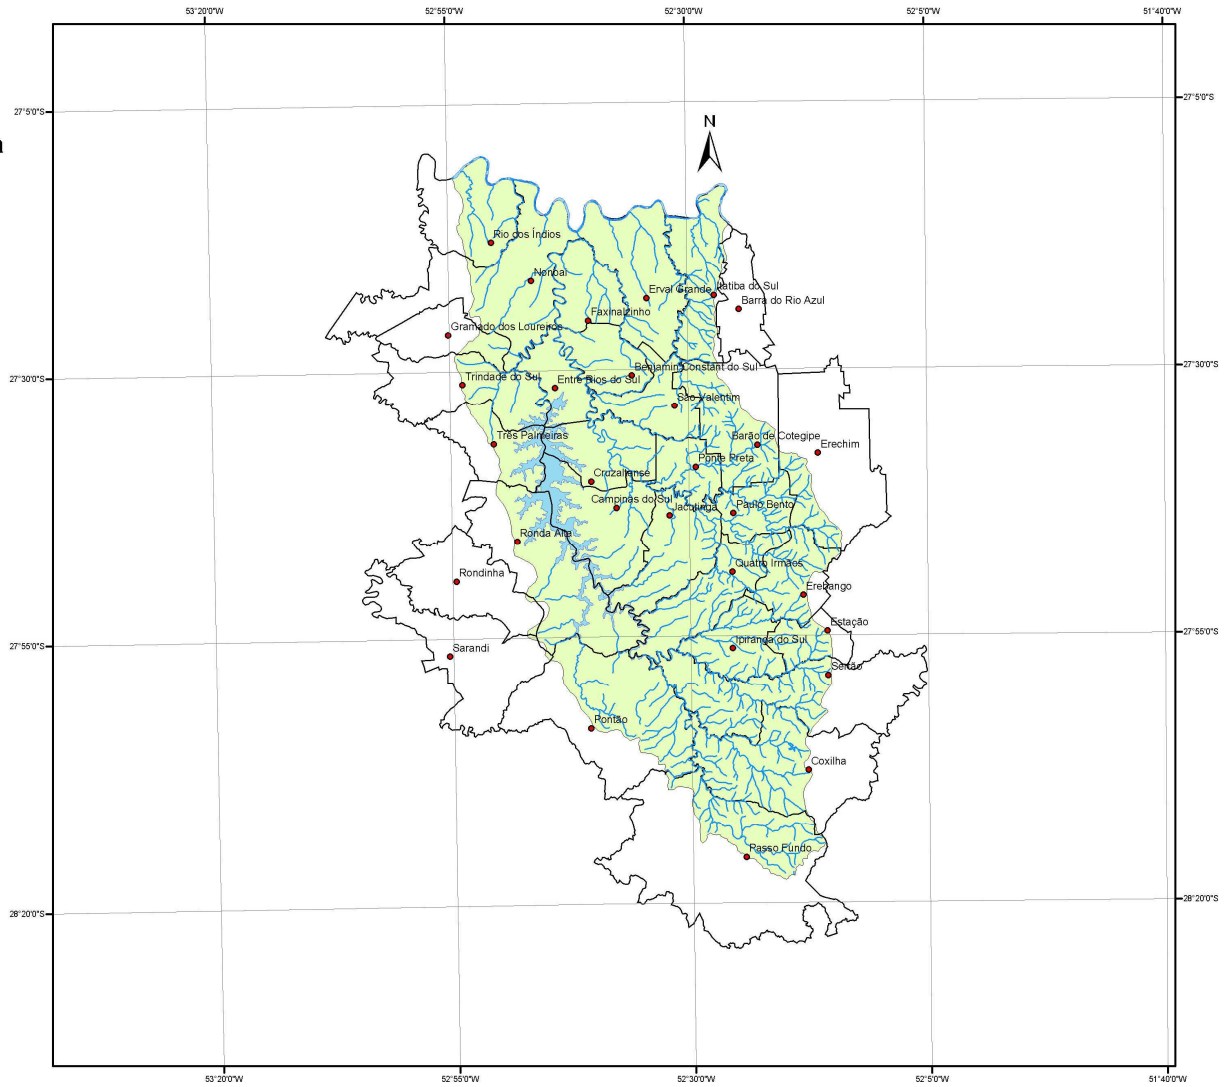 53°20'0"W
52°55'0"W
52°30'0"W
52°5'0"W
51°40'0"W
27°5'0"S
27°5'0"S
a
N
Rio dos Índios
Nonoai
Itatiba do Sul
Erval Grande
Barra do Rio Azul
Faxinalzinho
Gramado dos Loureiros
27°30'0"S
27°30'0"S
Benjamin Constant do Sul
Trindade do Sul
Entre Rios do Sul
São Valentim
Três Palmeiras
Barão de Cotegipe
Erechim
Ponte Preta
Cruzaltense
Campinas do Sul
Jacutinga
Paulo Bento
Ronda Alta
Quatro Irmãos
Rondinha
Erebango
Estação
27°55'0"S
27°55'0"S
Ipiranga do Sul
Sarandi
Sertão
Pontão
Coxilha
Passo Fundo
28°20'0"S
28°20'0"S
53°20'0"W
52°55'0"W
52°30'0"W
52°5'0"W
51°40'0"W